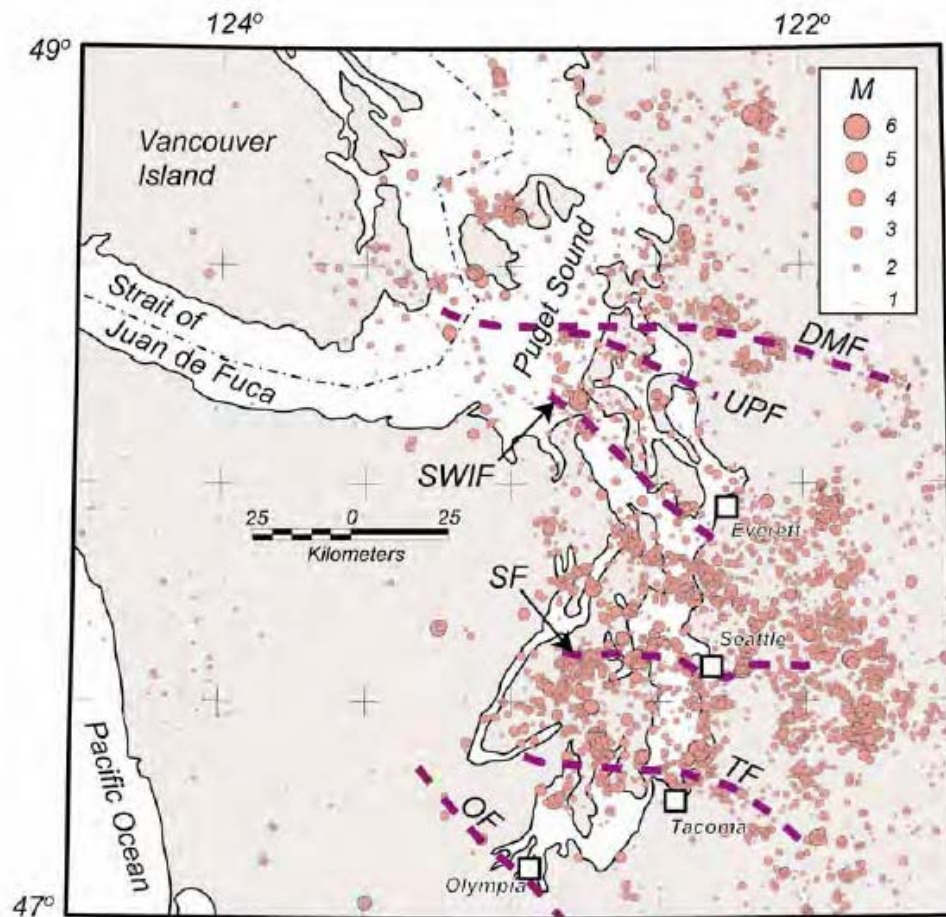 124°
122°
49°
M
6
5
4
3
2
1
Vancouver
Island
Puget Sound
Strait of
Juan de Fuca
DMF
UPF
SWIF
Everett
25 0 25
Kilometers
SF
Seattle
Pacific Ocean
TF
OF
Tacoma
Olympia
47°